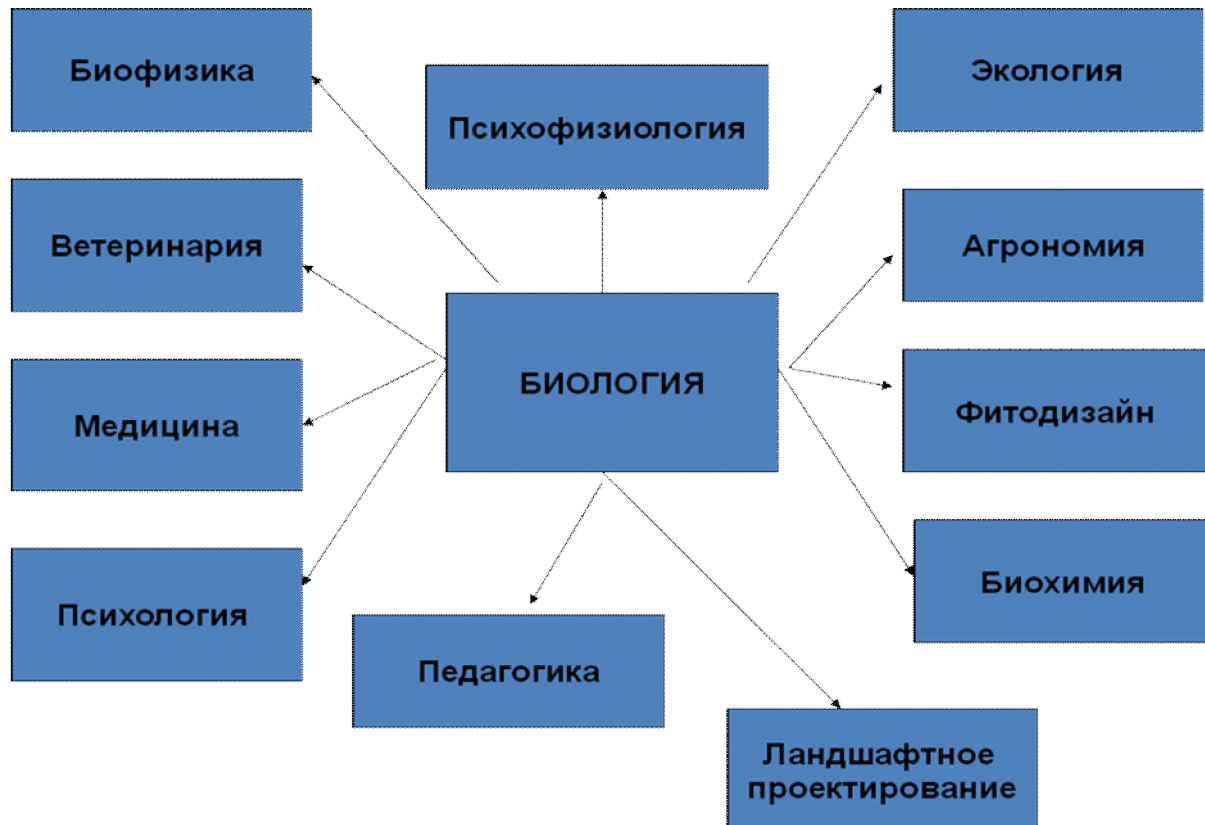 Биофизика
Психофизиология
Экология
Ветеринария
Агрономия
БИОЛОГИЯ
Медицина
Фитодизайн
Психология
Биохимия
Педагогика
Ландшафтное
проектирование